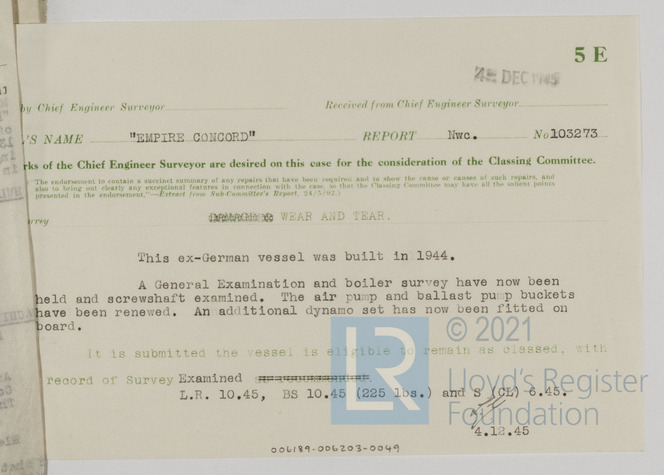 5 E
4 DEC 1945
by Chief Engineer Surveyor
Received from Chief Engineer Surveyor
'S NAME "EMPIRE CONCORD" REPORT Nwc. No 103273
rks of the Chief Engineer Surveyor are desired on this case for the consideration of the Classing Committee.
The endorsement to contain a succinct summary of any repairs that have been required and to show the cause or causes of such repairs, and
also to bring out clearly any exceptional features in connection with the case, so that the Classing Committee may have all the salient points
presented in the endorsement."—Extract from Sub-Committee's Report, 24/5/92.)
urvey WEAR AND TEAR.
This ex-German vessel was built in 1944.
A General Examination and boiler survey have now been
held and screwshaft examined. The air pump and ballast pump buckets
have been renewed. An additional dynamo set has now been fitted on
board.
It is submitted the vessel is eligible to remain as classed, with
record of Survey Examined
L.R. 10.45, BS 10.45 (225 lbs.) and S (CL) 6.45.
4.12.45
006189-006203-0049
LR
© 2021
Lloyd's Register
Foundation